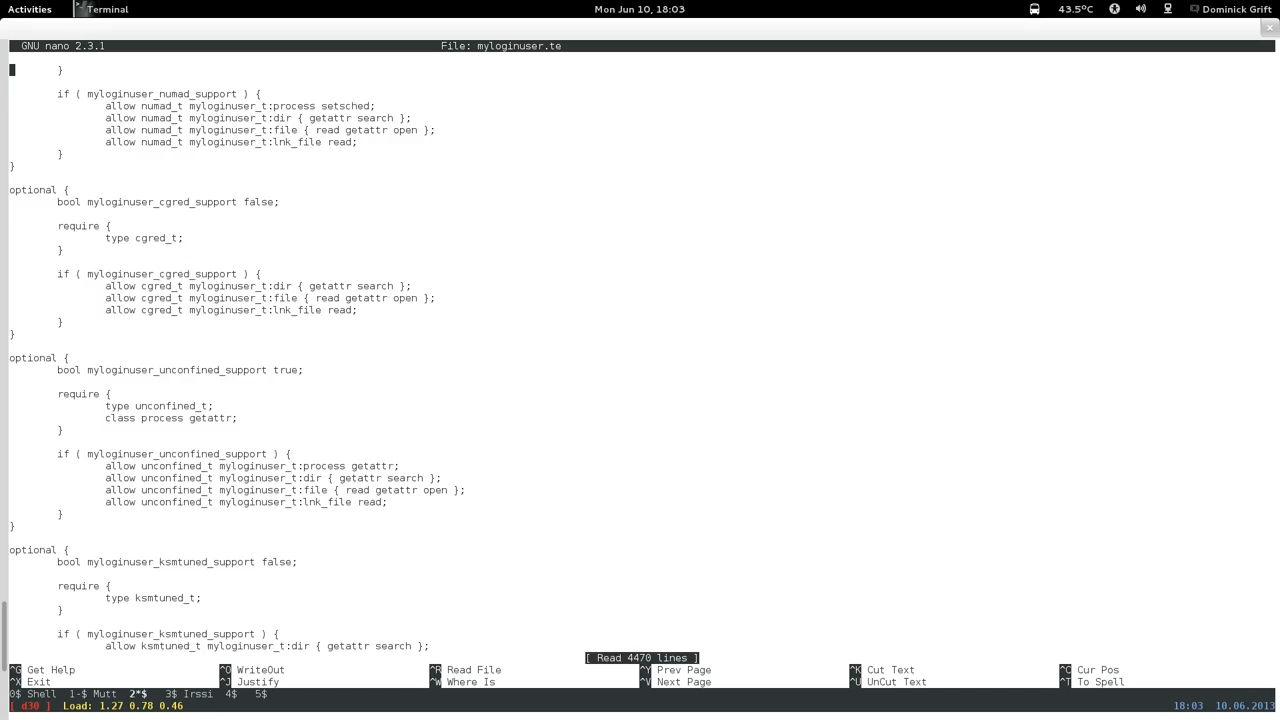 Activities Terminal Mon Jun 10, 18:03 43.5°C Dominick Grift
GNU nano 2.3.1 File: myloginuser.te
}
if ( myloginuser_numad_support ) {
allow numad_t myloginuser_t:process setsched;
allow numad_t myloginuser_t:dir { getattr search };
allow numad_t myloginuser_t:file { read getattr open };
allow numad_t myloginuser_t:lnk_file read;
}
}
optional {
bool myloginuser_cgred_support false;
require {
type cgred_t;
}
if ( myloginuser_cgred_support ) {
allow cgred_t myloginuser_t:dir { getattr search };
allow cgred_t myloginuser_t:file { read getattr open };
allow cgred_t myloginuser_t:lnk_file read;
}
}
optional {
bool myloginuser_unconfined_support true;
require {
type unconfined_t;
class process getattr;
}
if ( myloginuser_unconfined_support ) {
allow unconfined_t myloginuser_t:process getattr;
allow unconfined_t myloginuser_t:dir { getattr search };
allow unconfined_t myloginuser_t:file { read getattr open };
allow unconfined_t myloginuser_t:lnk_file read;
}
}
optional {
bool myloginuser_ksmtuned_support false;
require {
type ksmtuned_t;
}
if ( myloginuser_ksmtuned_support ) {
allow ksmtuned_t myloginuser_t:dir { getattr search };
[ Read 4470 lines ]
^G Get Help ^O WriteOut ^R Read File ^Y Prev Page ^K Cut Text ^C Cur Pos
^X Exit ^J Justify ^W Where Is ^V Next Page ^U UnCut Text ^T To Spell
0$ Shell 1-$ Mutt 2*$ 3$ Irssi 4$ 5$
[ d30 ] Load: 1.27 0.78 0.46 18:03 10.06.2013